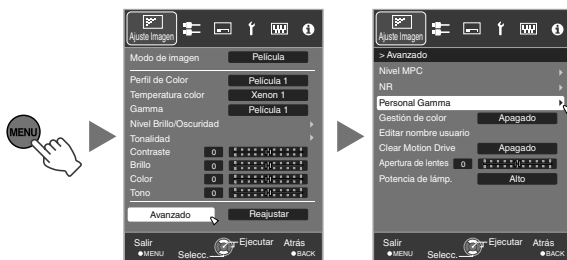 MENU
Ajuste Imagen
Modo de imagen Película
Perfil de Color Película 1
Temperatura color Xenon 1
Gamma Película 1
Nivel Brillo/Oscuridad
Tonalidad
Contraste 0
Brillo 0
Color 0
Tono 0
Avanzado Reajustar
Salir Ejecutar Atrás
MENU Selecc. BACK
Ajuste Imagen
> Avanzado
Nivel MPC
NR
Personal Gamma
Gestión de color Apagado
Editar nombre usuario
Clear Motion Drive Apagado
Apertura de lentes 0
Potencia de lámp. Alto
Salir Ejecutar Atrás
MENU Selecc. BACK